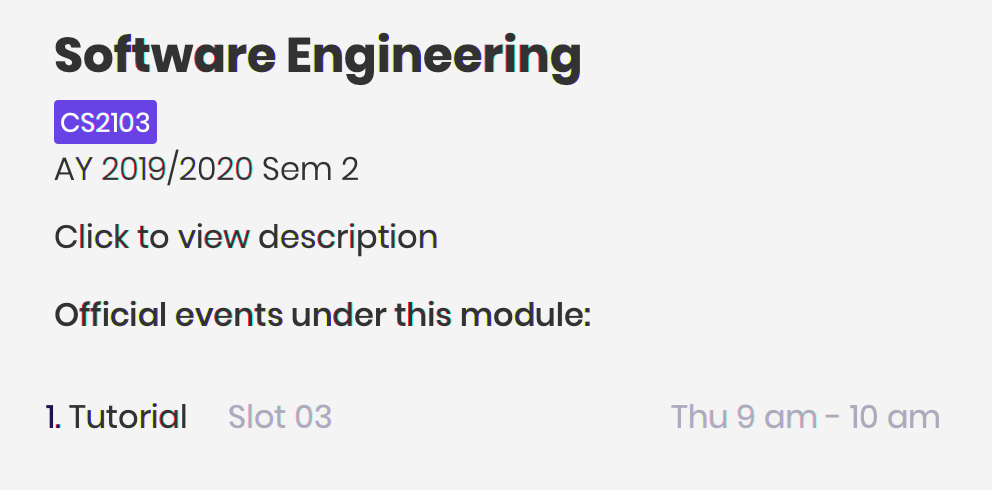 Software Engineering
CS2103
AY 2019/2020 Sem 2
Click to view description
Official events under this module:
1. Tutorial Slot 03 Thu 9 am - 10 am